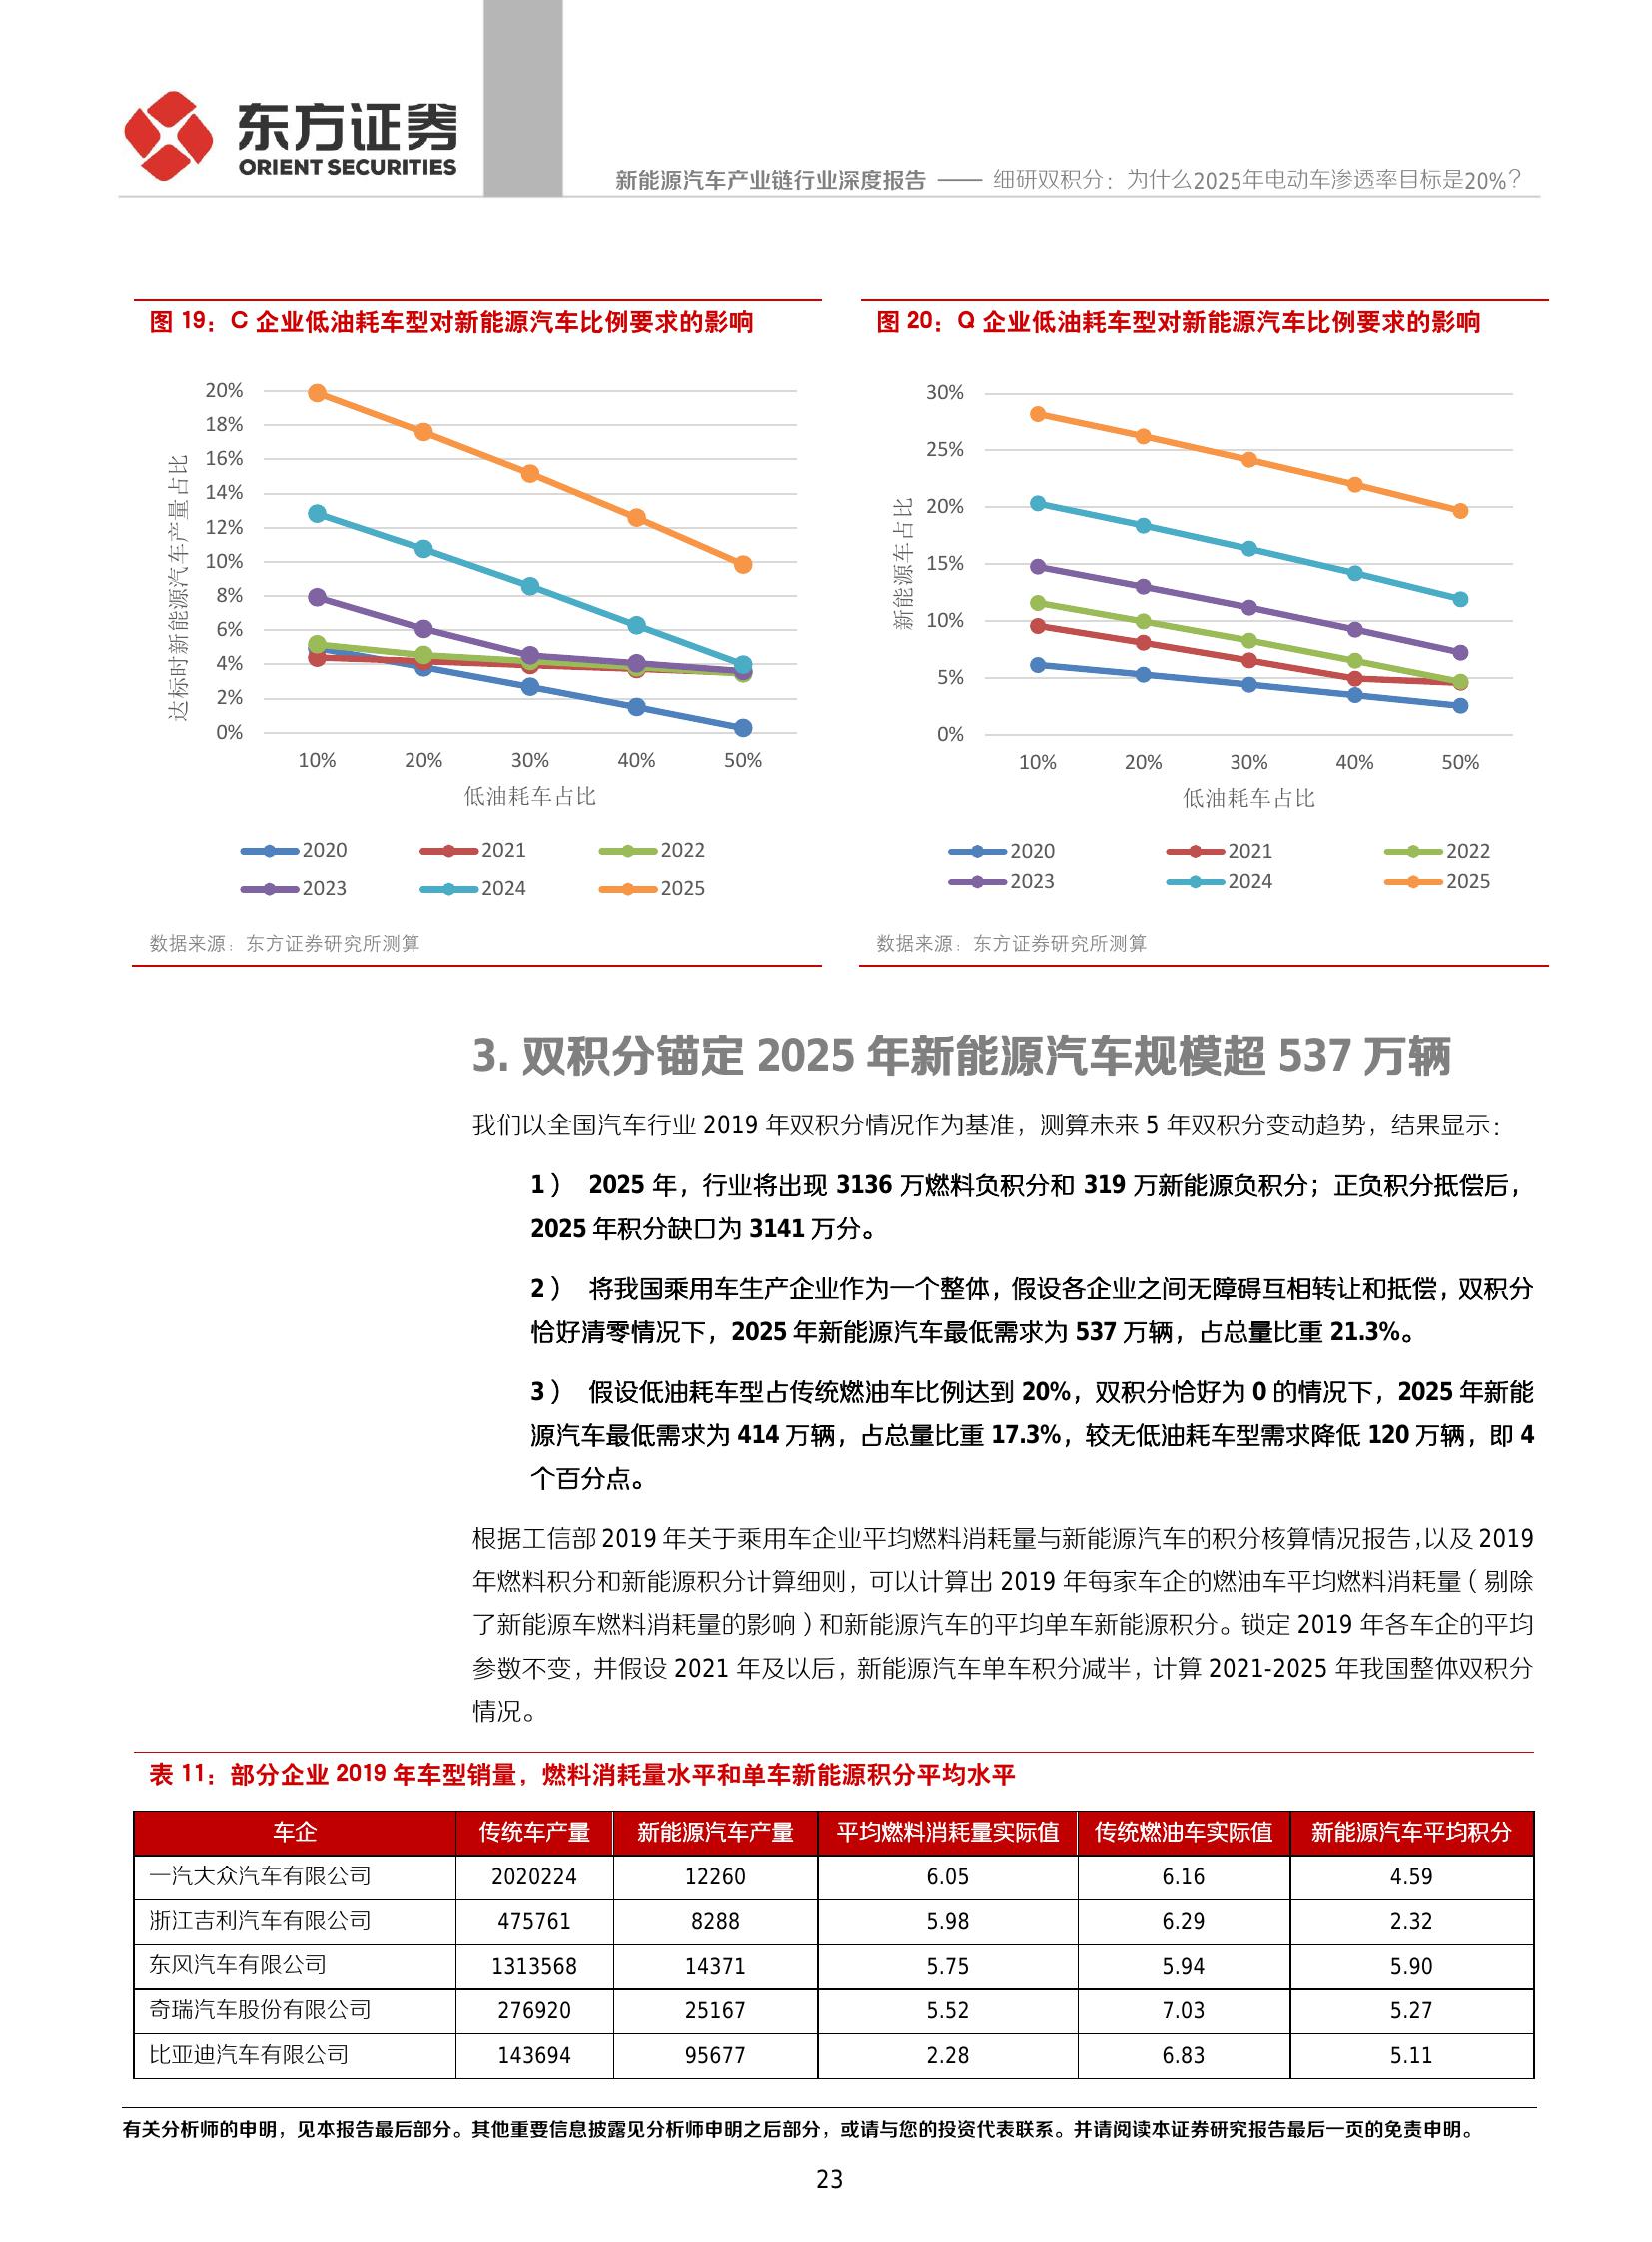 东方证券
ORIENT SECURITIES
新能源汽车产业链行业深度报告 —— 细研双积分：为什么2025年电动车渗透率目标是20%？
图 19：C 企业低油耗车型对新能源汽车比例要求的影响
20%
18%
16%
14%
12%
10%
8%
6%
4%
2%
0%
达标时新能源汽车产量占比
10% 20% 30% 40% 50%
低油耗车占比
2020 2021 2022
2023 2024 2025
数据来源：东方证券研究所测算
图 20：Q 企业低油耗车型对新能源汽车比例要求的影响
30%
25%
20%
15%
10%
5%
0%
新能源车占比
10% 20% 30% 40% 50%
低油耗车占比
2020 2021 2022
2023 2024 2025
数据来源：东方证券研究所测算
3. 双积分锚定 2025 年新能源汽车规模超 537 万辆
我们以全国汽车行业 2019 年双积分情况作为基准，测算未来 5 年双积分变动趋势，结果显示：
1） 2025 年，行业将出现 3136 万燃料负积分和 319 万新能源负积分；正负积分抵偿后，
2025 年积分缺口为 3141 万分。
2） 将我国乘用车生产企业作为一个整体，假设各企业之间无障碍互相转让和抵偿，双积分
恰好清零情况下，2025 年新能源汽车最低需求为 537 万辆，占总量比重 21.3%。
3） 假设低油耗车型占传统燃油车比例达到 20%，双积分恰好为 0 的情况下，2025 年新能
源汽车最低需求为 414 万辆，占总量比重 17.3%，较无低油耗车型需求降低 120 万辆，即 4
个百分点。
根据工信部 2019 年关于乘用车企业平均燃料消耗量与新能源汽车的积分核算情况报告，以及 2019
年燃料积分和新能源积分计算细则，可以计算出 2019 年每家车企的燃油车平均燃料消耗量（剔除
了新能源车燃料消耗量的影响）和新能源汽车的平均单车新能源积分。锁定 2019 年各车企的平均
参数不变，并假设 2021 年及以后，新能源汽车单车积分减半，计算 2021-2025 年我国整体双积分
情况。
表 11：部分企业 2019 年车型销量，燃料消耗量水平和单车新能源积分平均水平
车企 传统车产量 新能源汽车产量 平均燃料消耗量实际值 传统燃油车实际值 新能源汽车平均积分
一汽大众汽车有限公司 2020224 12260 6.05 6.16 4.59
浙江吉利汽车有限公司 475761 8288 5.98 6.29 2.32
东风汽车有限公司 1313568 14371 5.75 5.94 5.90
奇瑞汽车股份有限公司 276920 25167 5.52 7.03 5.27
比亚迪汽车有限公司 143694 95677 2.28 6.83 5.11
有关分析师的申明，见本报告最后部分。其他重要信息披露见分析师申明之后部分，或请与您的投资代表联系。并请阅读本证券研究报告最后一页的免责申明。
23